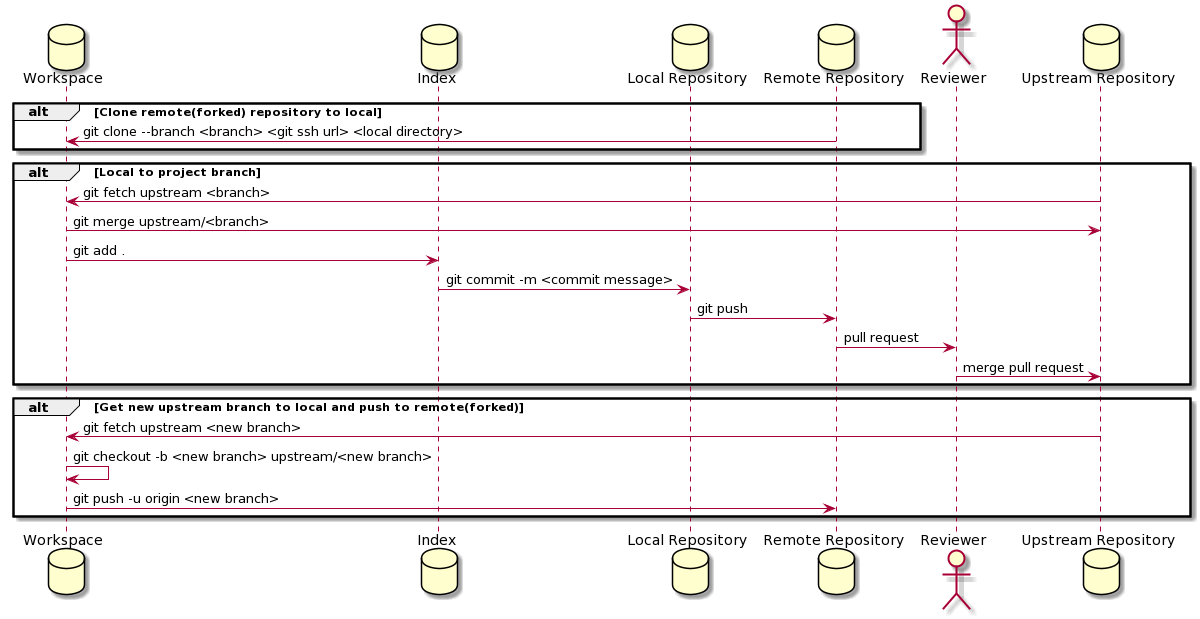 Workspace Index Local Repository Remote Repository Reviewer Upstream Repository
alt [Clone remote(forked) repository to local]
git clone --branch <branch> <git ssh url> <local directory>
alt [Local to project branch]
git fetch upstream <branch>
git merge upstream/<branch>
git add .
git commit -m <commit message>
git push
pull request
merge pull request
alt [Get new upstream branch to local and push to remote(forked)]
git fetch upstream <new branch>
git checkout -b <new branch> upstream/<new branch>
git push -u origin <new branch>
Workspace Index Local Repository Remote Repository Reviewer Upstream Repository